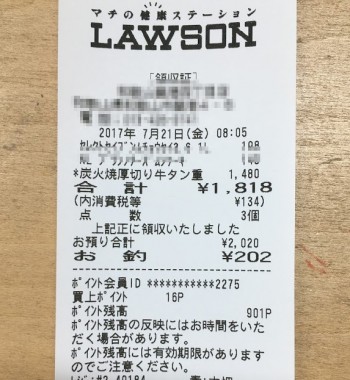 マチの健康ステーション
LAWSON
[領収証]
2017年 7月21日(金) 08:05
*炭火焼厚切り牛タン重 1,480
合 計 ¥1,818
(内消費税等 ¥134)
点 数 3個
上記正に領収いたしました
お預り合計 ¥2,020
お 釣 ¥202
ポイント会員ID ***********2275
買上ポイント 16P
ポイント残高 901P
ポイント残高の反映にはお時間をいた
だく場合があります。
ポイント残高には有効期限があります
のでご注意ください。